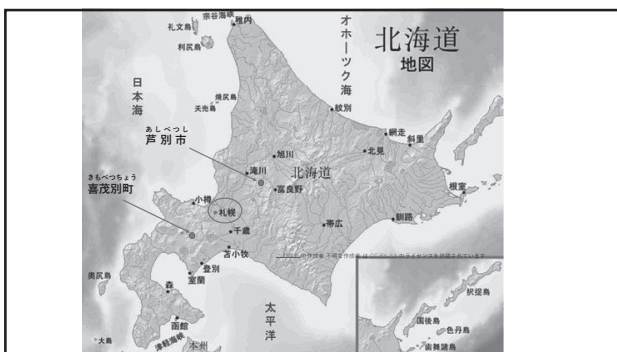 宗谷海峡
稚内
礼文島
利尻島
オホーツク海
北海道
地図
日本海
焼尻島
天売島
紋別
あしべつし
芦別市
網走
斜里
旭川
北見
滝川
北海道
きもべつちょう
喜茂別町
富良野
根室
小樽
札幌
帯広
釧路
千歳
苫小牧
登別
室蘭
奥尻島
森
太平洋
函館
大島
津軽海峡
本州
択捉島
国後島
色丹島
歯舞諸島